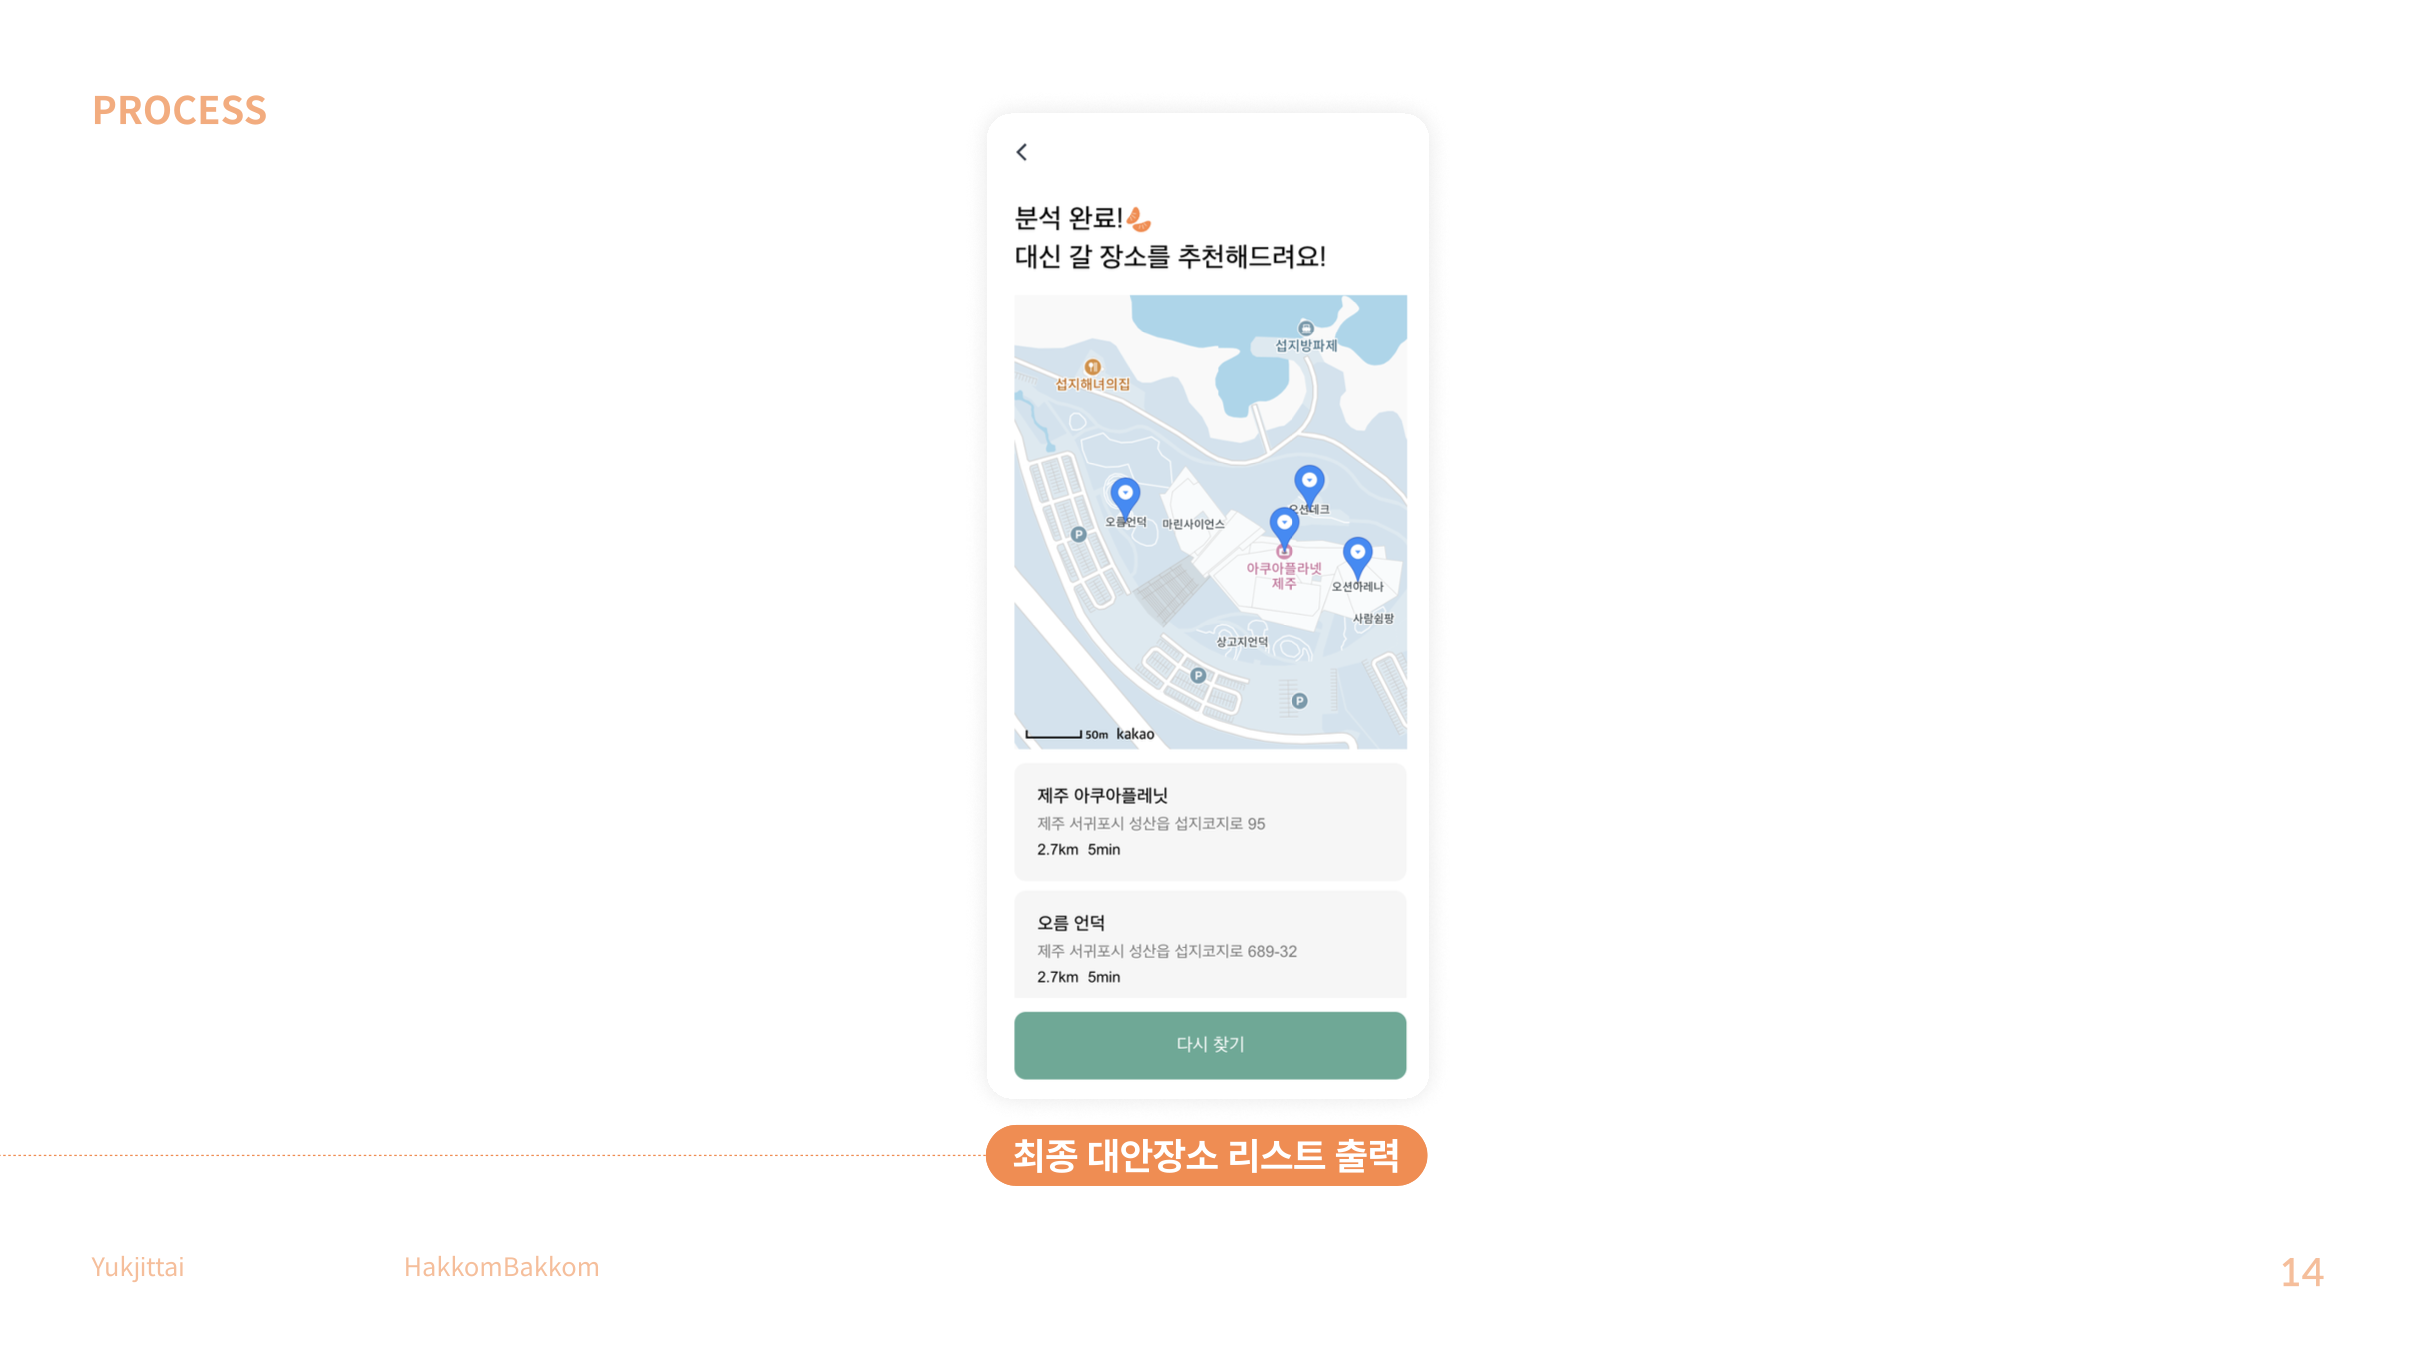 PROCESS
분석 완료!
대신 갈 장소를 추천해드려요!
섭지방파제
섭지해녀의집
오션데크
오름언덕
마린사이언스
아쿠아플라넷
제주
오션아레나
사람쉼팡
상고지언덕
P
P
P
50m kakao
제주 아쿠아플레닛
제주 서귀포시 성산읍 섭지코지로 95
2.7km 5min
오름 언덕
제주 서귀포시 성산읍 섭지코지로 689-32
2.7km 5min
다시 찾기
최종 대안장소 리스트 출력
Yukjittai
HakkomBakkom
14